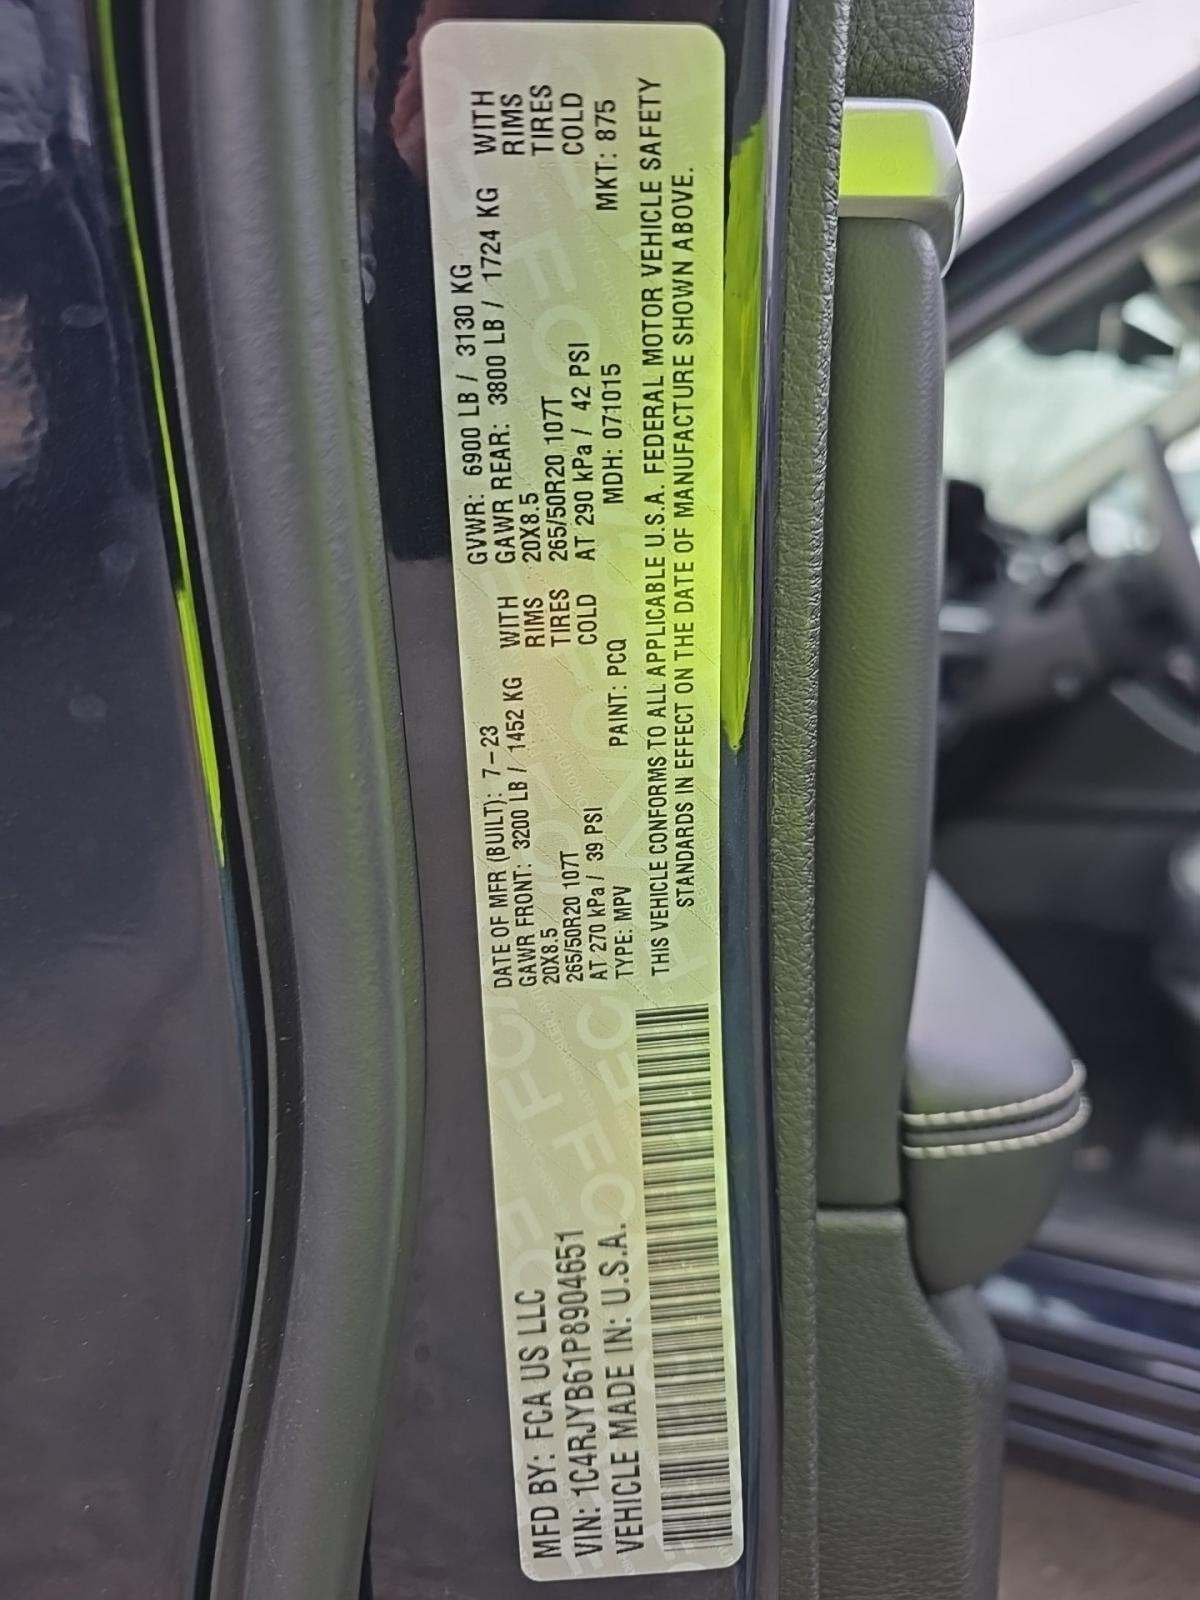 MFD BY: FCA US LLC
VIN: 1C4RJYB61P8904651
VEHICLE MADE IN: U.S.A.
DATE OF MFR (BUILT): 7-23 GVWR: 6900 LB / 3130 KG
GAWR FRONT: 3200 LB / 1452 KG WITH GAWR REAR: 3800 LB / 1724 KG WITH
20X8.5 RIMS 20X8.5 RIMS
265/50R20 107T TIRES 265/50R20 107T TIRES
AT 270 kPa / 39 PSI COLD AT 290 kPa / 42 PSI COLD
TYPE: MPV PAINT: PCQ MDH: 071015 MKT: 875
THIS VEHICLE CONFORMS TO ALL APPLICABLE U.S.A. FEDERAL MOTOR VEHICLE SAFETY
STANDARDS IN EFFECT ON THE DATE OF MANUFACTURE SHOWN ABOVE.